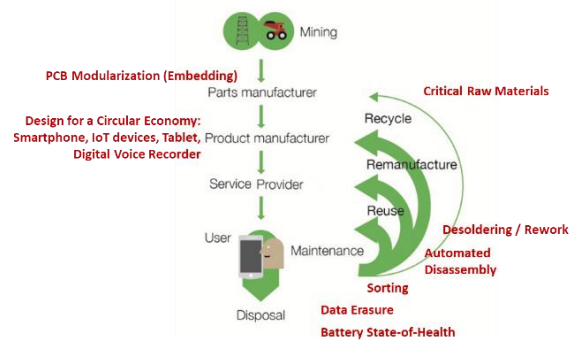 Mining
PCB Modularization (Embedding)
Parts manufacturer
Critical Raw Materials
Design for a Circular Economy:
Smartphone, IoT devices, Tablet,
Digital Voice Recorder
Product manufacturer
Recycle
Remanufacture
Service Provider
Reuse
User
Maintenance
Desoldering / Rework
Automated
Disassembly
Sorting
Disposal
Data Erasure
Battery State-of-Health